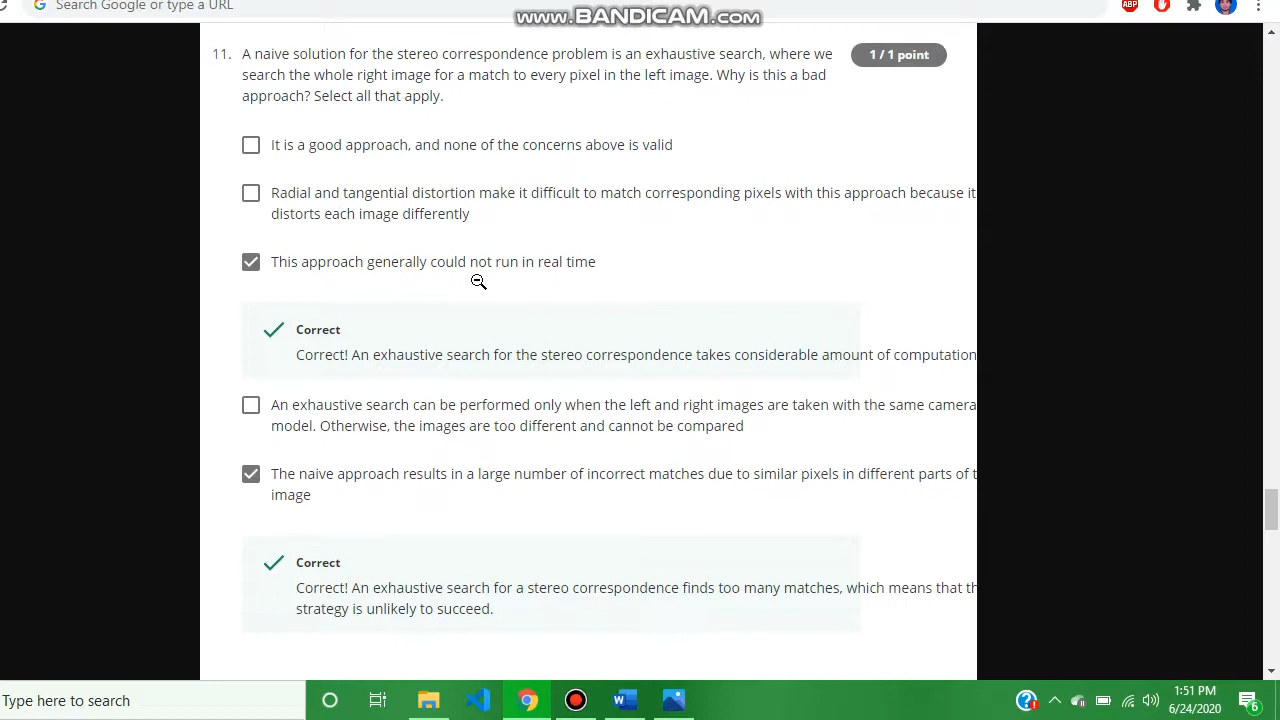 Search Google or type a URL
www.BANDICAM.com
ABP
11. A naive solution for the stereo correspondence problem is an exhaustive search, where we
search the whole right image for a match to every pixel in the left image. Why is this a bad
approach? Select all that apply.
1 / 1 point
It is a good approach, and none of the concerns above is valid
Radial and tangential distortion make it difficult to match corresponding pixels with this approach because it
distorts each image differently
This approach generally could not run in real time
Correct
Correct! An exhaustive search for the stereo correspondence takes considerable amount of computation
An exhaustive search can be performed only when the left and right images are taken with the same camera
model. Otherwise, the images are too different and cannot be compared
The naive approach results in a large number of incorrect matches due to similar pixels in different parts of t
image
Correct
Correct! An exhaustive search for a stereo correspondence finds too many matches, which means that th
strategy is unlikely to succeed.
Type here to search
1:51 PM
6/24/2020
6